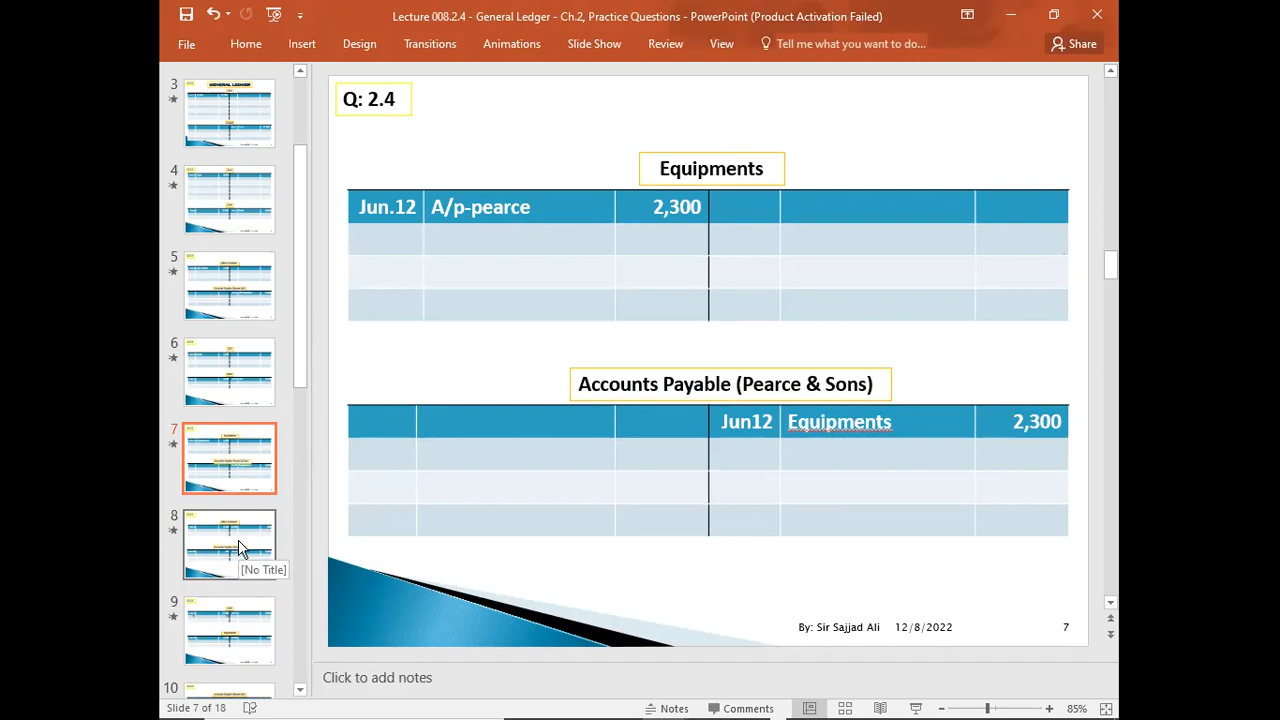 Lecture 008.2.4 - General Ledger - Ch.2, Practice Questions - PowerPoint (Product Activation Failed)
File Home Insert Design Transitions Animations Slide Show Review View Tell me what you want to do... Share
3
4
5
6
7
8
[No Title]
9
10
Q: 2.4
Equipments
Jun.12 A/p-pearce 2,300
Accounts Payable (Pearce & Sons)
Jun12 Equipments 2,300
By: Sir Sajjad Ali 12/8/2022 7
Click to add notes
Slide 7 of 18 Notes Comments 85%